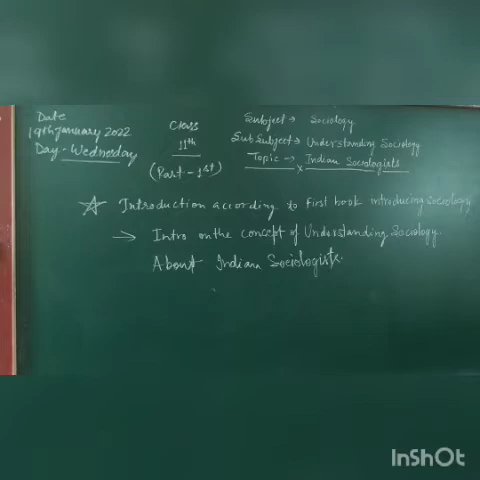 Date
19th January 2022
Day - Wednesday
Class
11th
(Part - 1st)
Subject → Sociology
Sub Subject → Understanding Sociology
Topic → Indian Sociologists
Introduction according to first book introducing sociology
→ Intro on the concept of Understanding Sociology.
About Indian Sociologists.
InShOt